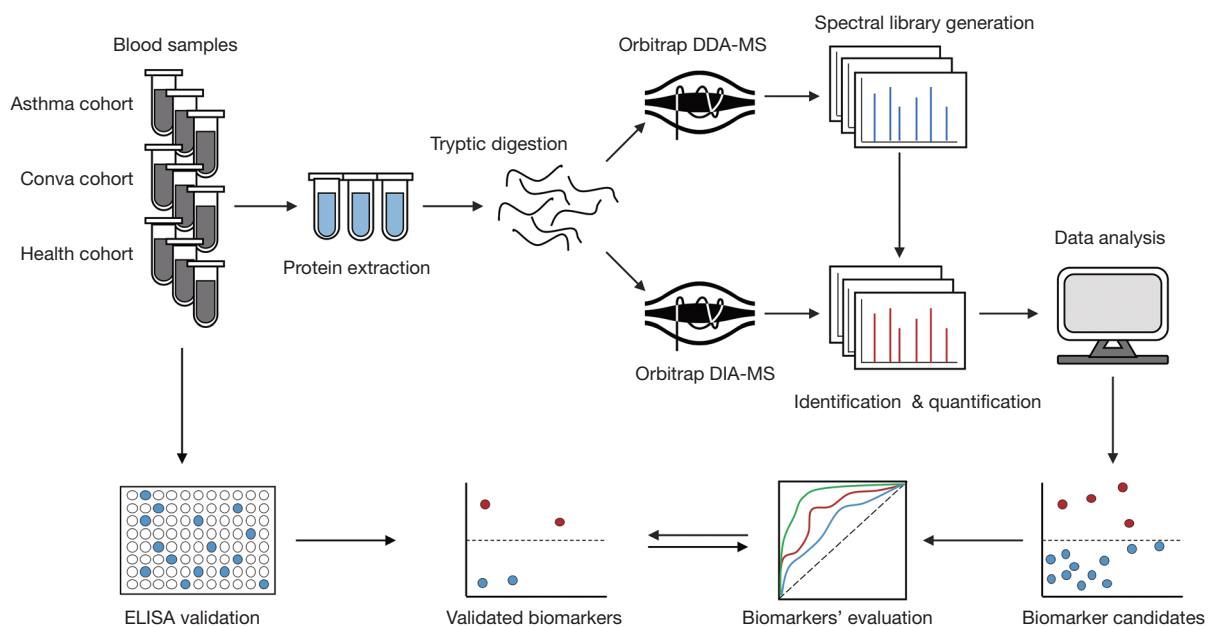 Blood samples
Asthma cohort
Conva cohort
Health cohort
Protein extraction
Tryptic digestion
Orbitrap DDA-MS
Spectral library generation
Orbitrap DIA-MS
Identification & quantification
Data analysis
ELISA validation
Validated biomarkers
Biomarkers’ evaluation
Biomarker candidates